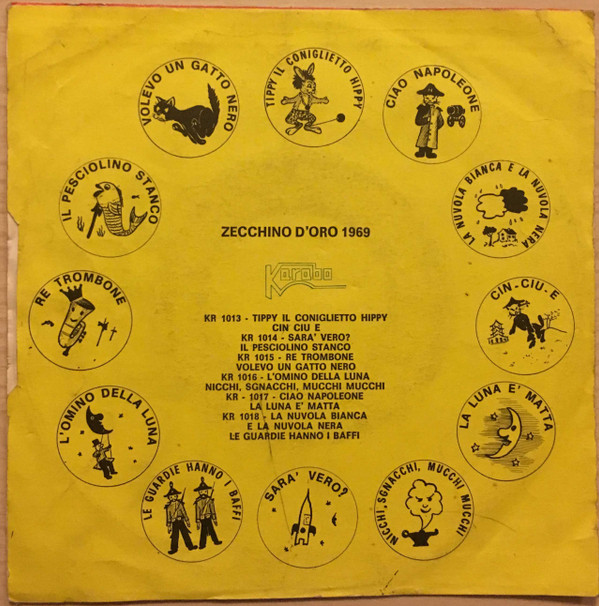 VOLEVO UN GATTO NERO
TIPPY IL CONIGLIETTO HIPPY
CIAO NAPOLEONE
IL PESCIOLINO STANCO
LA NUVOLA BIANCA E LA NUVOLA NERA
ZECCHINO D'ORO 1969
Karabo
RE TROMBONE
CIN-CIU-E
KR 1013 - TIPPY IL CONIGLIETTO HIPPY
CIN CIU E
KR 1014 - SARA' VERO?
IL PESCIOLINO STANCO
KR 1015 - RE TROMBONE
VOLEVO UN GATTO NERO
KR 1016 - L'OMINO DELLA LUNA
NICCHI, SGNACCHI, MUCCHI MUCCHI
KR - 1017 - CIAO NAPOLEONE
LA LUNA E' MATTA
KR 1018 - LA NUVOLA BIANCA
E LA NUVOLA NERA
LE GUARDIE HANNO I BAFFI
L'OMINO DELLA LUNA
LA LUNA E' MATTA
LE GUARDIE HANNO I BAFFI
SARA' VERO?
NICCHI, SGNACCHI, MUCCHI MUCCHI